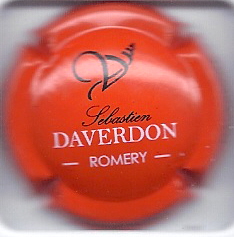 Sebastien
DAVERDON
— ROMERY —